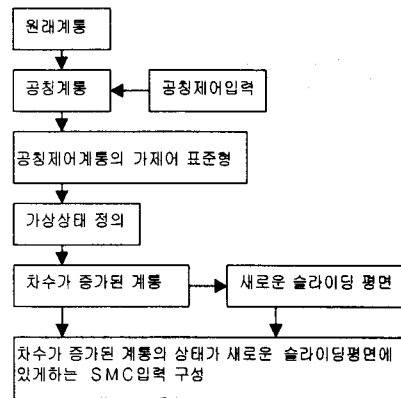 원래계통
공칭계통
공칭제어입력
공칭제어계통의 가제어 표준형
가상상태 정의
차수가 증가된 계통
새로운 슬라이딩 평면
차수가 증가된 계통의 상태가 새로운 슬라이딩평면에
있게하는 SMC입력 구성